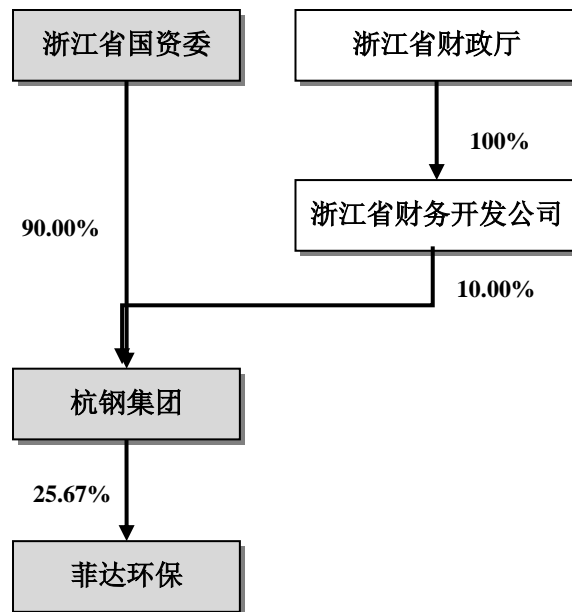 浙江省国资委
浙江省财政厅
100%
浙江省财务开发公司
90.00%
10.00%
杭钢集团
25.67%
菲达环保